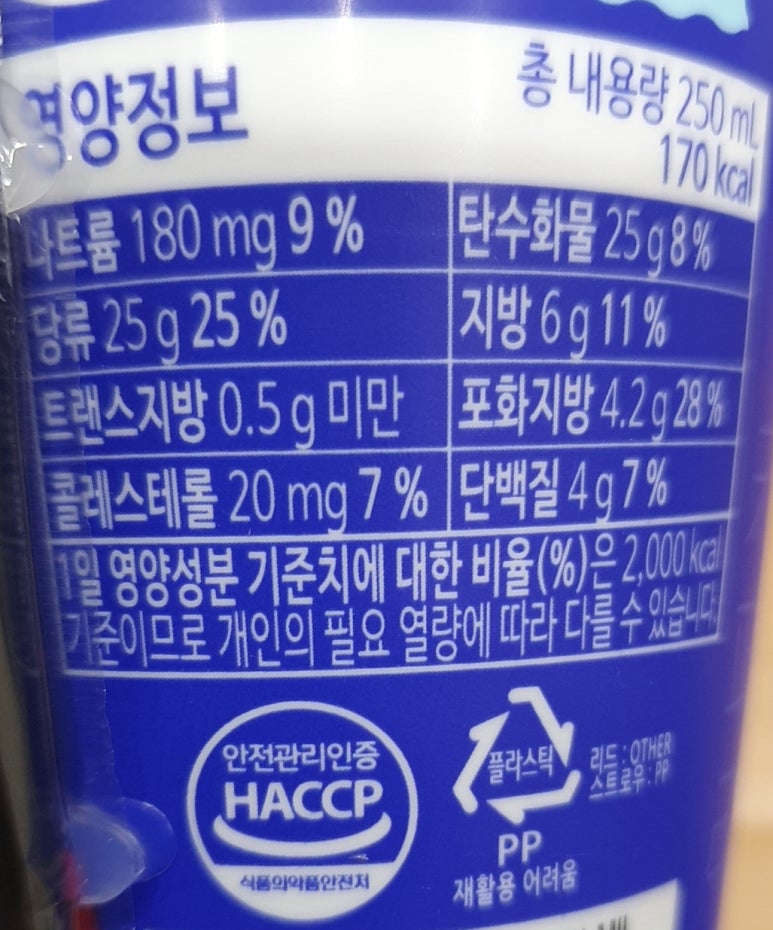 영양정보
총 내용량 250 mL
170 kcal
나트륨 180 mg 9 %
탄수화물 25 g 8 %
당류 25 g 25 %
지방 6 g 11 %
트랜스지방 0.5 g 미만
포화지방 4.2 g 28 %
콜레스테롤 20 mg 7 %
단백질 4 g 7 %
1일 영양성분 기준치에 대한 비율(%)은 2,000 kcal
기준이므로 개인의 필요 열량에 따라 다를 수 있습니다.
안전관리인증
HACCP
식품의약품안전처
플라스틱
리드 : OTHER
스트로우 : PP
PP
재활용 어려움